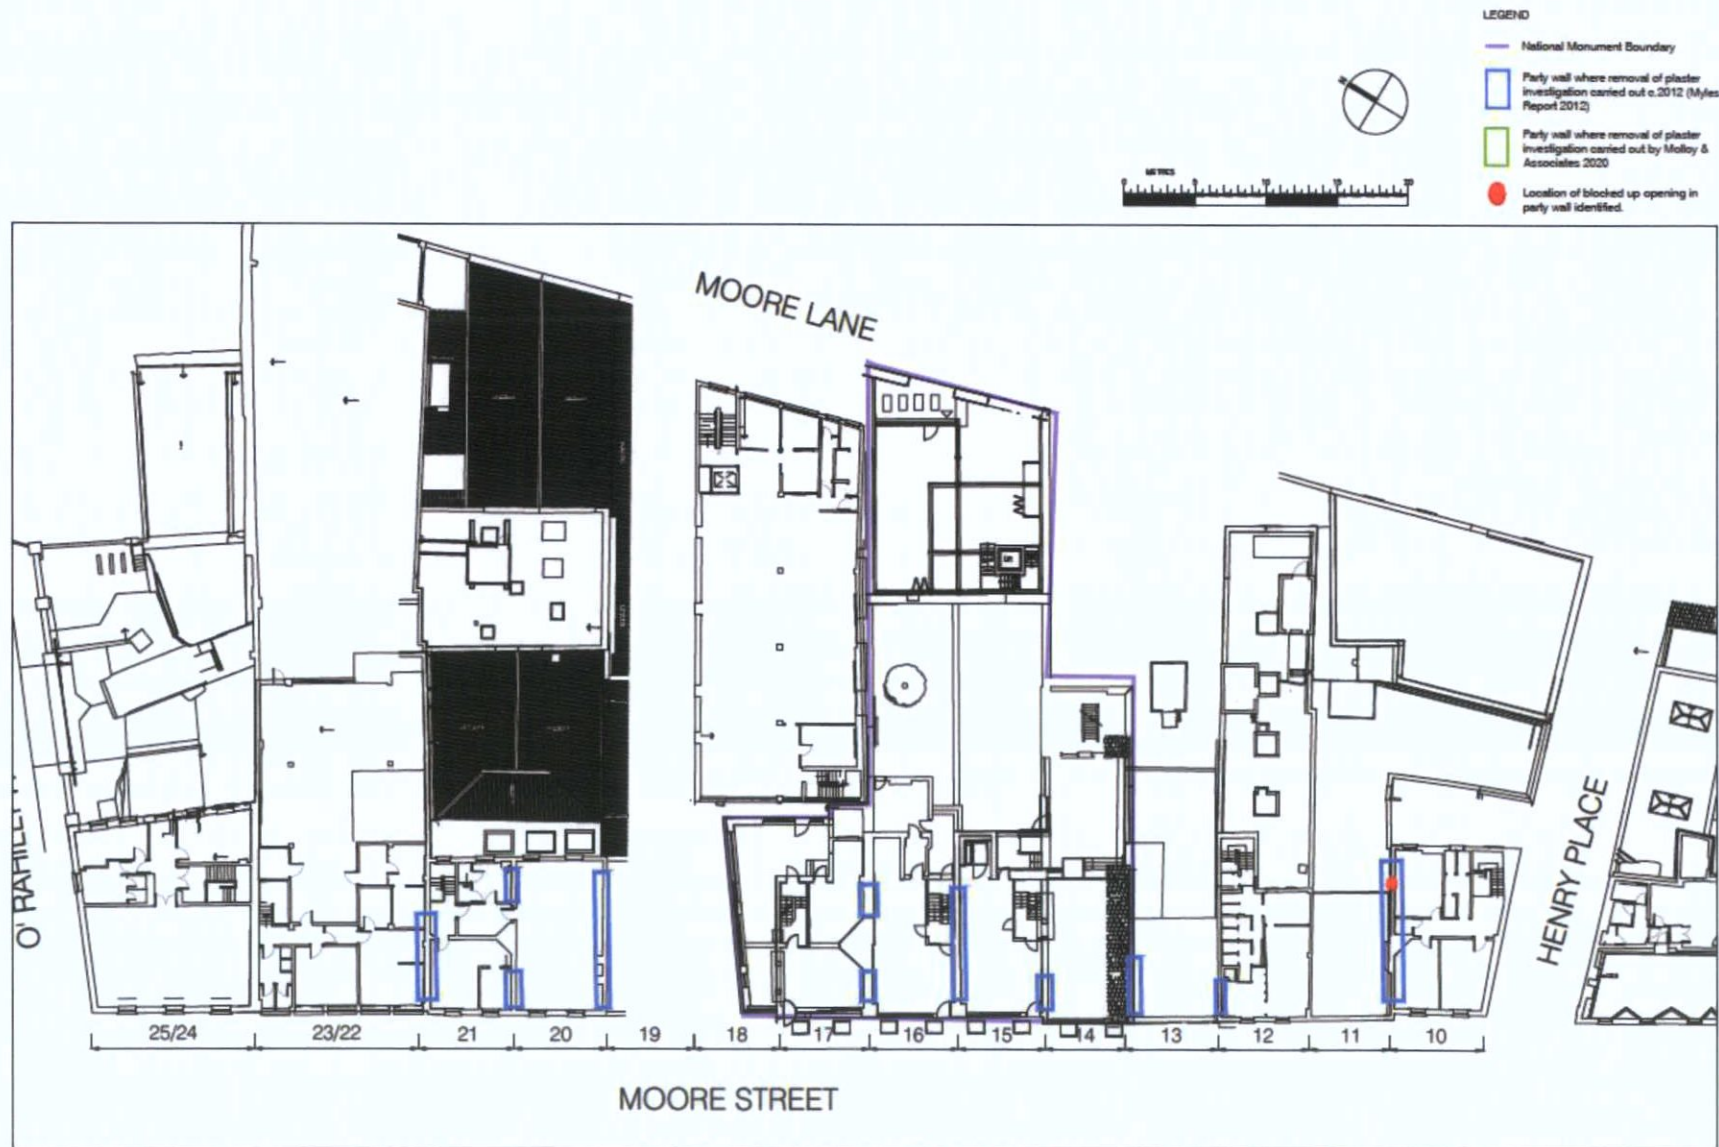 LEGEND
National Monument Boundary
Party wall where removal of plaster
investigation carried out c.2012 (Myles
Report 2012)
Party wall where removal of plaster
investigation carried out by Molloy &
Associates 2020
Location of blocked up opening in
party wall identified.
N
METRES
0 5 10 15 20
MOORE LANE
O' RAHILLY
HENRY PLACE
25/24 23/22 21 20 19 18 17 16 15 14 13 12 11 10
MOORE STREET